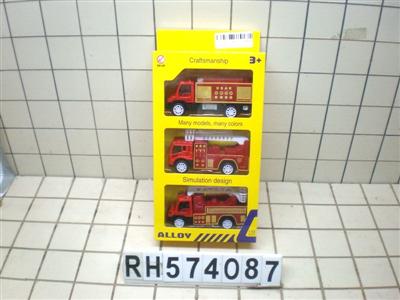 Craftsmanship
3+
Many models, many colors
Simulation design
ALLOY
RH574087